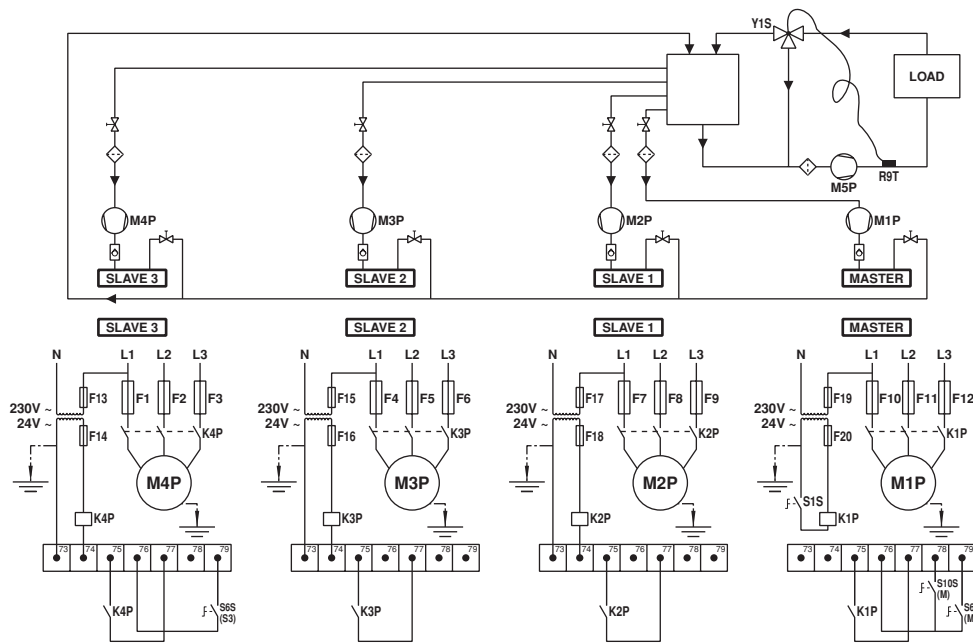 Y1S
LOAD
R9T
M5P
M4P
M3P
M2P
M1P
SLAVE 3
SLAVE 2
SLAVE 1
MASTER
SLAVE 3
SLAVE 2
SLAVE 1
MASTER
N L1 L2 L3
N L1 L2 L3
N L1 L2 L3
N L1 L2 L3
F13 F1 F2 F3
F15 F4 F5 F6
F17 F7 F8 F9
F19 F10 F11 F12
230V ~
24V ~
F14
K4P
230V ~
24V ~
F16
K3P
230V ~
24V ~
F18
K2P
230V ~
24V ~
F20
K1P
M4P
M3P
M2P
M1P
S1S
K4P
K3P
K2P
K1P
73 74 75 76 77 78 79
73 74 75 76 77 78 79
73 74 75 76 77 78 79
73 74 75 76 77 78 79
K4P
S6S
(S3)
K3P
K2P
K1P
S10S
(M)